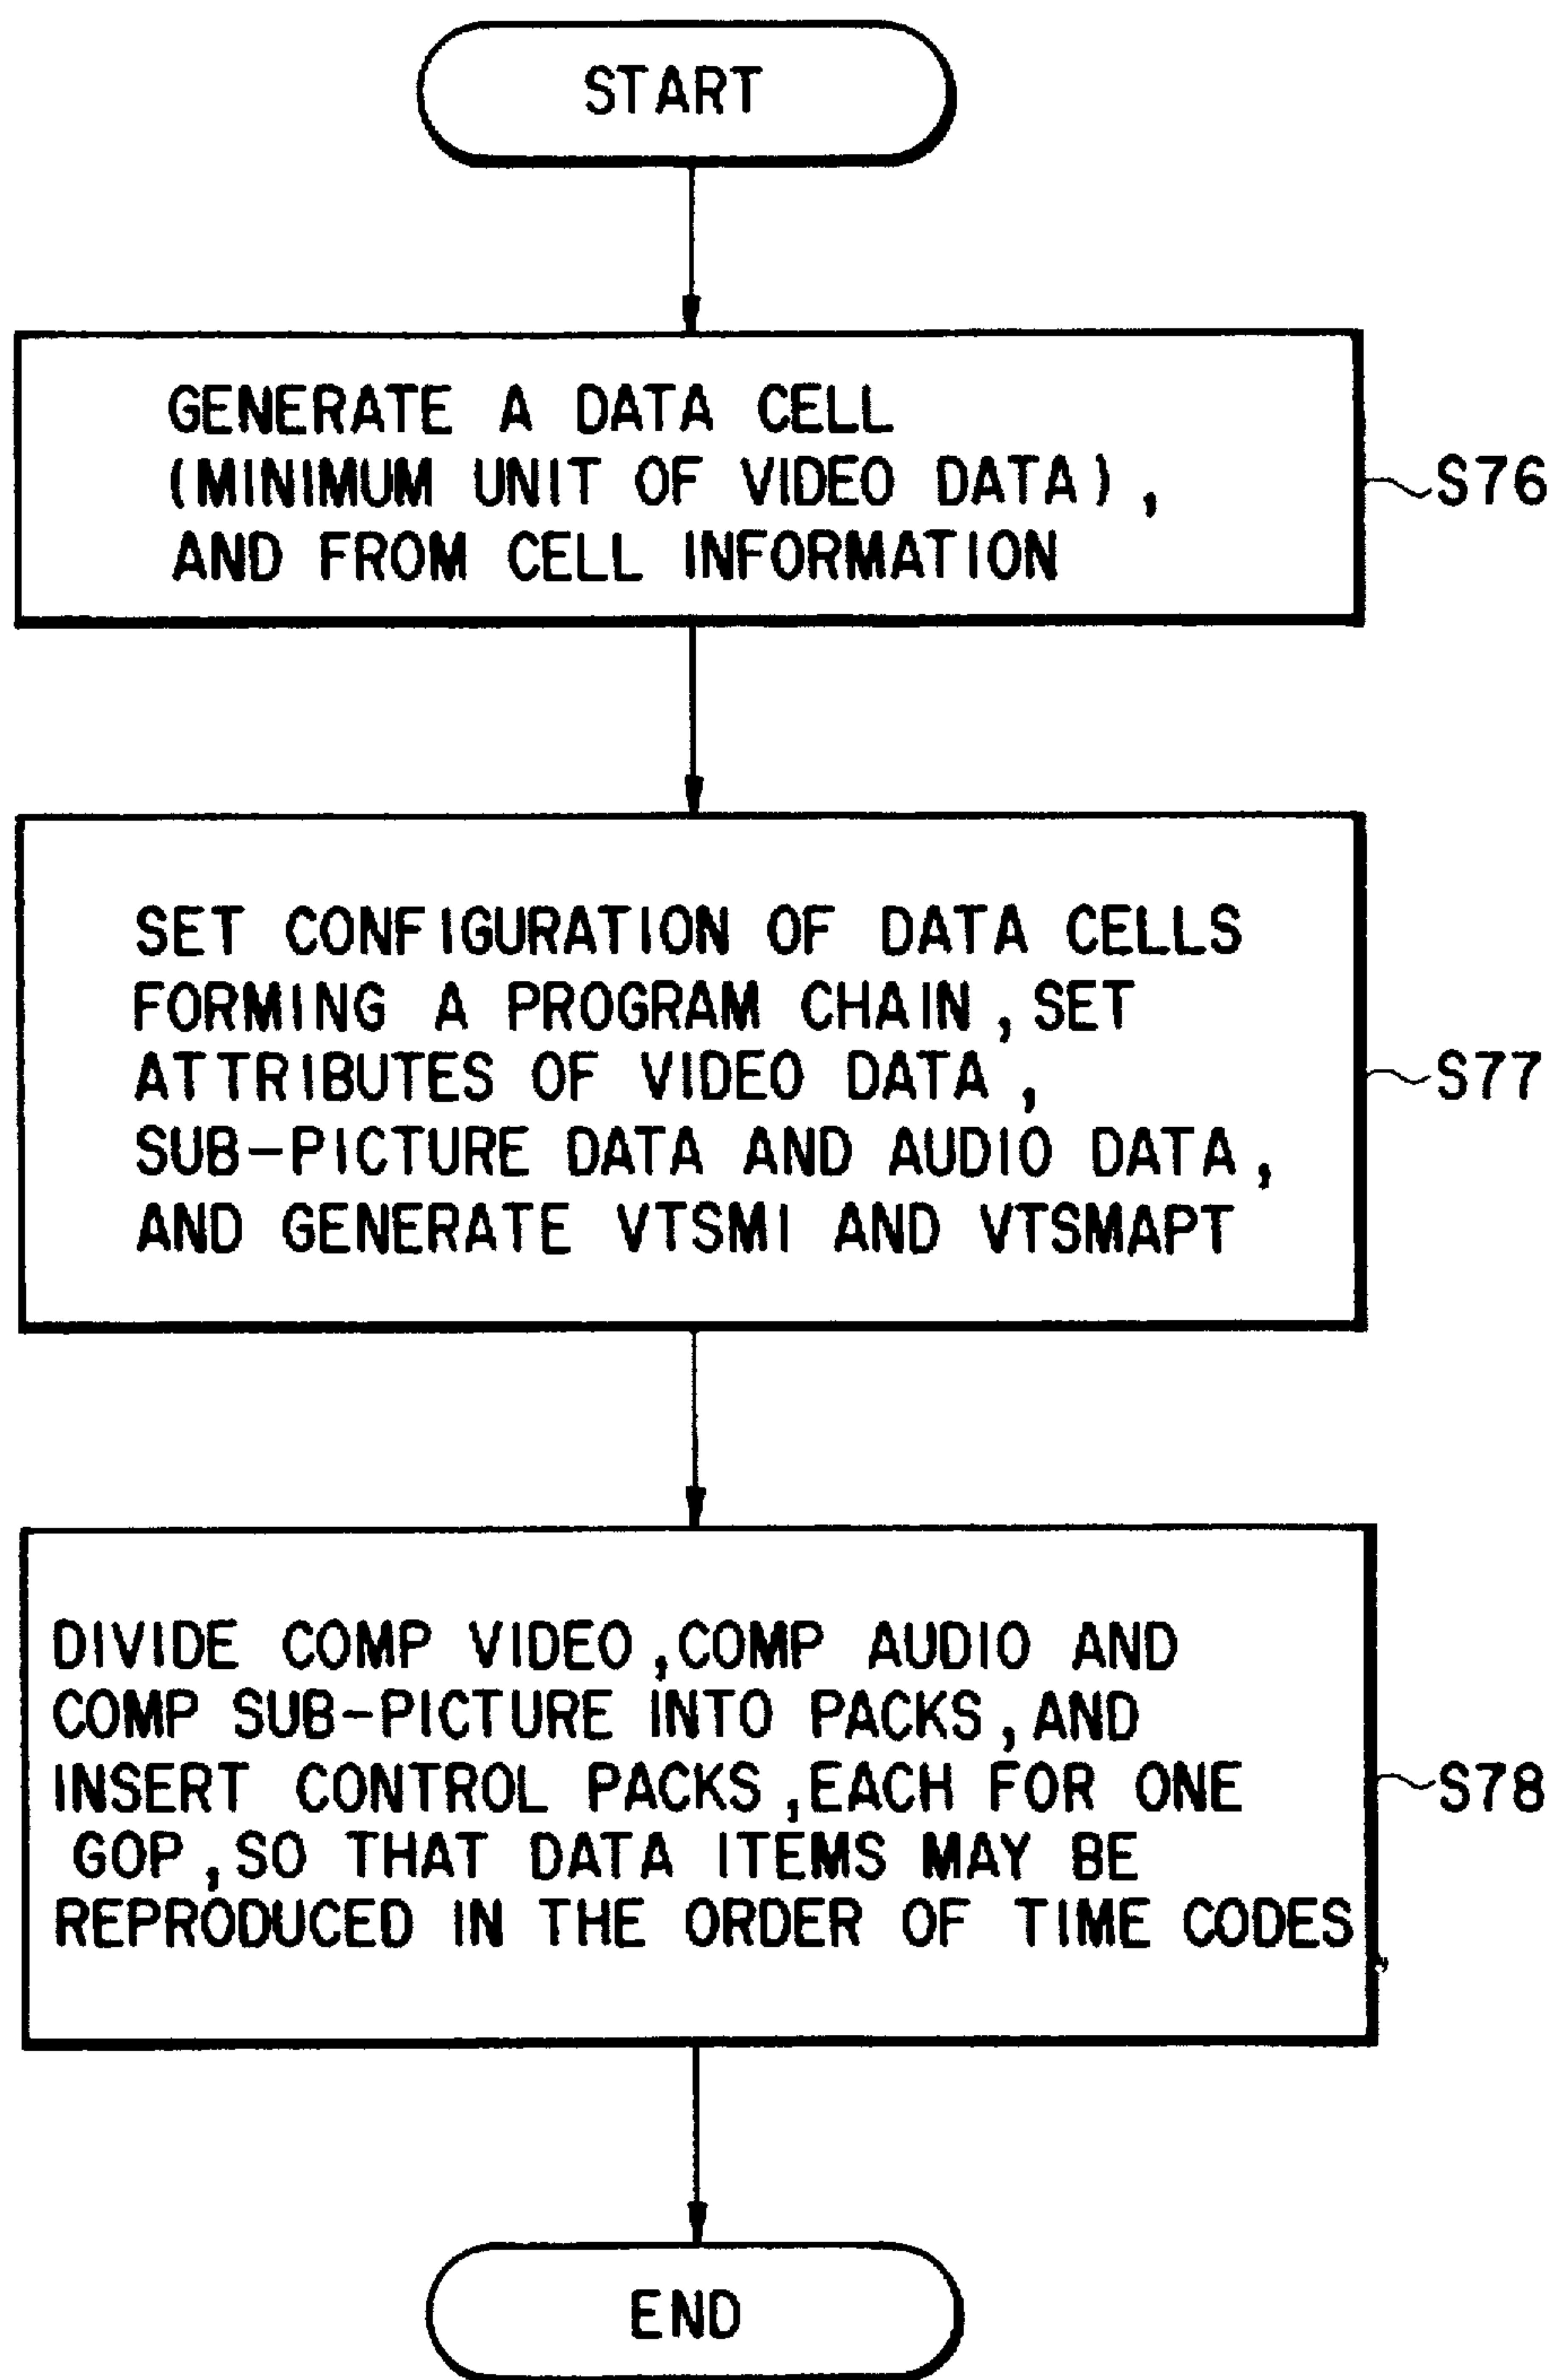 START
GENERATE A DATA CELL
(MINIMUM UNIT OF VIDEO DATA),
AND FROM CELL INFORMATION
S76
SET CONFIGURATION OF DATA CELLS
FORMING A PROGRAM CHAIN, SET
ATTRIBUTES OF VIDEO DATA,
SUB-PICTURE DATA AND AUDIO DATA,
AND GENERATE VTSMI AND VTSMAPT
S77
DIVIDE COMP VIDEO, COMP AUDIO AND
COMP SUB-PICTURE INTO PACKS, AND
INSERT CONTROL PACKS, EACH FOR ONE
GOP, SO THAT DATA ITEMS MAY BE
REPRODUCED IN THE ORDER OF TIME CODES
S78
END